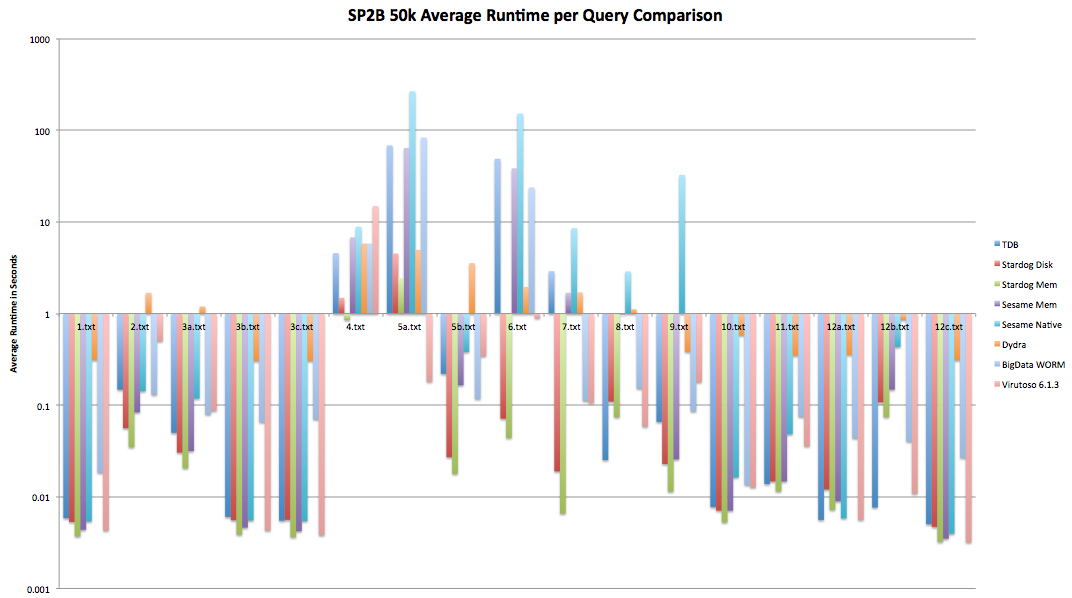 SP2B 50k Average Runtime per Query Comparison
1000
100
10
1
0.1
0.01
0.001
Average Runtime in Seconds
1.txt 2.txt 3a.txt 3b.txt 3c.txt 4.txt 5a.txt 5b.txt 6.txt 7.txt 8.txt 9.txt 10.txt 11.txt 12a.txt 12b.txt 12c.txt
TDB
Stardog Disk
Stardog Mem
Sesame Mem
Sesame Native
Dydra
BigData WORM
Virutoso 6.1.3